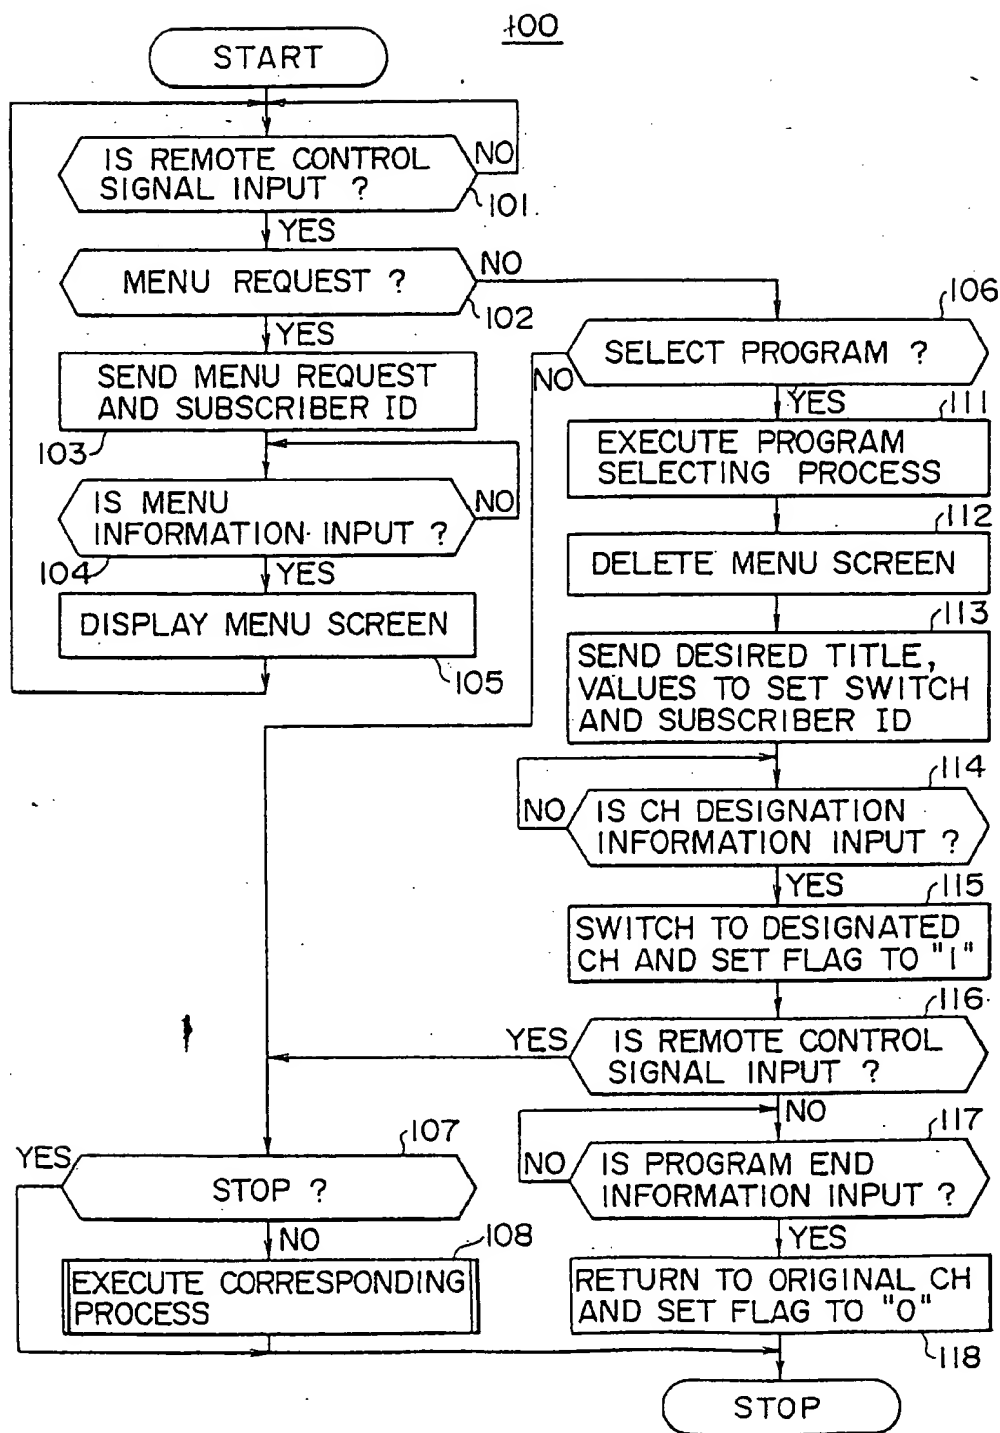 100
START
IS REMOTE CONTROL
SIGNAL INPUT ?
NO
101
YES
MENU REQUEST ?
NO
102
YES
SEND MENU REQUEST
AND SUBSCRIBER ID
103
IS MENU
INFORMATION INPUT ?
NO
104
YES
DISPLAY MENU SCREEN
105
106
SELECT PROGRAM ?
NO
YES
111
EXECUTE PROGRAM
SELECTING PROCESS
112
DELETE MENU SCREEN
113
SEND DESIRED TITLE,
VALUES TO SET SWITCH
AND SUBSCRIBER ID
114
NO
IS CH DESIGNATION
INFORMATION INPUT ?
YES
115
SWITCH TO DESIGNATED
CH AND SET FLAG TO "1"
116
YES
IS REMOTE CONTROL
SIGNAL INPUT ?
NO
117
NO
IS PROGRAM END
INFORMATION INPUT ?
YES
RETURN TO ORIGINAL CH
AND SET FLAG TO "0"
118
107
YES
STOP ?
NO
108
EXECUTE CORRESPONDING
PROCESS
STOP